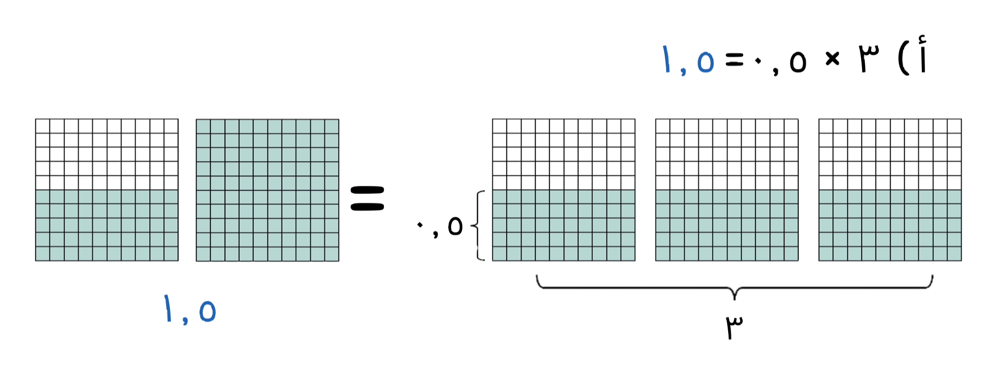 أ) ٣ × ٠,٥ = ١,٥
=
٠,٥
١,٥
٣